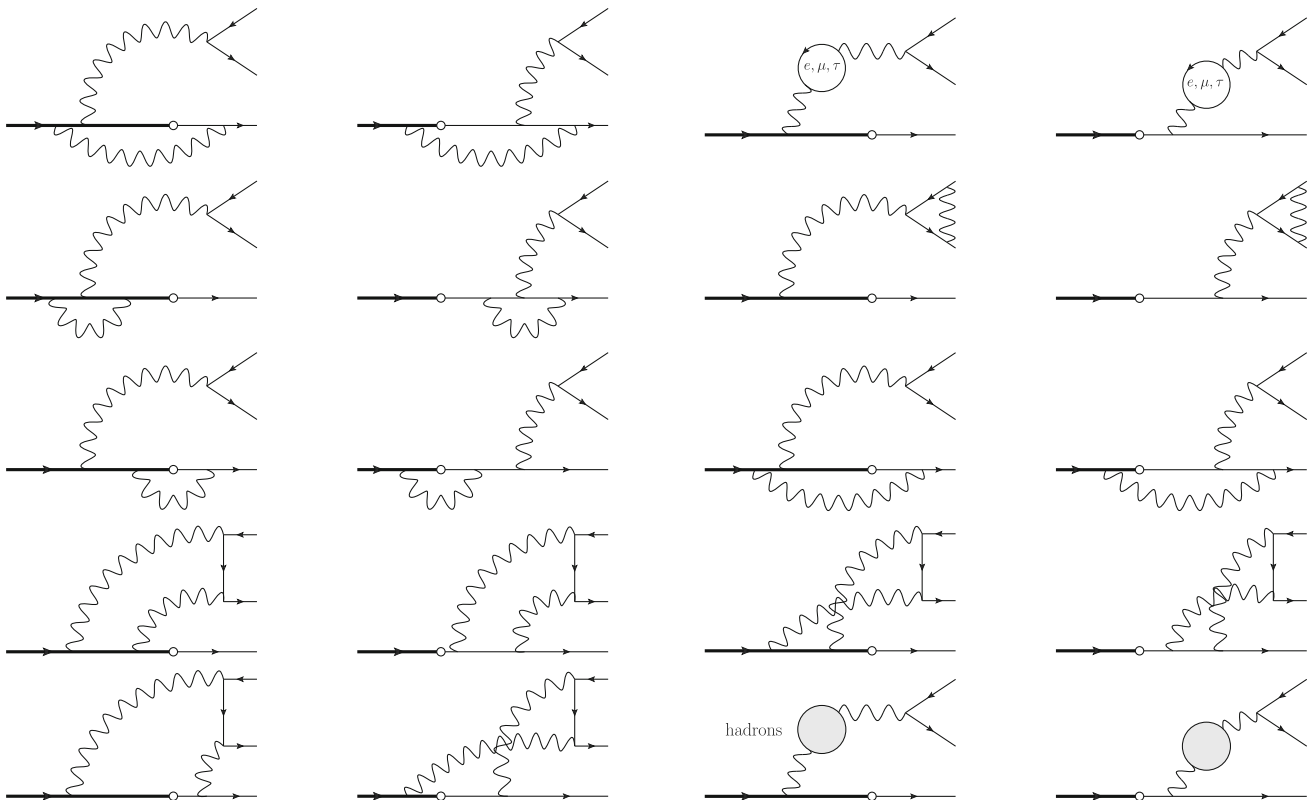 e, μ, τ
e, μ, τ
hadrons